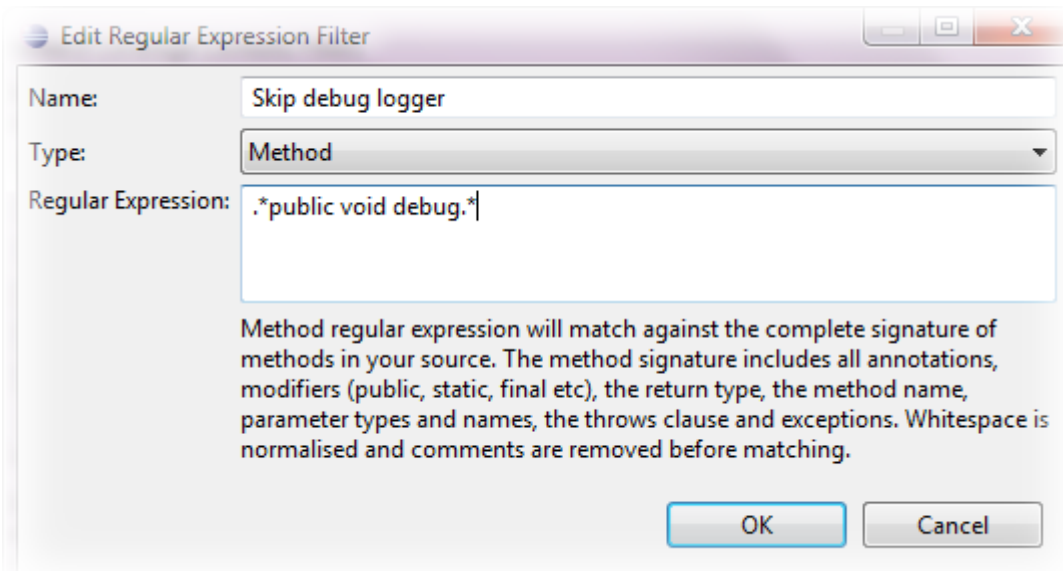 Edit Regular Expression Filter
Name: Skip debug logger
Type: Method
Regular Expression: .*public void debug.*
Method regular expression will match against the complete signature of
methods in your source. The method signature includes all annotations,
modifiers (public, static, final etc), the return type, the method name,
parameter types and names, the throws clause and exceptions. Whitespace is
normalised and comments are removed before matching.
OK Cancel